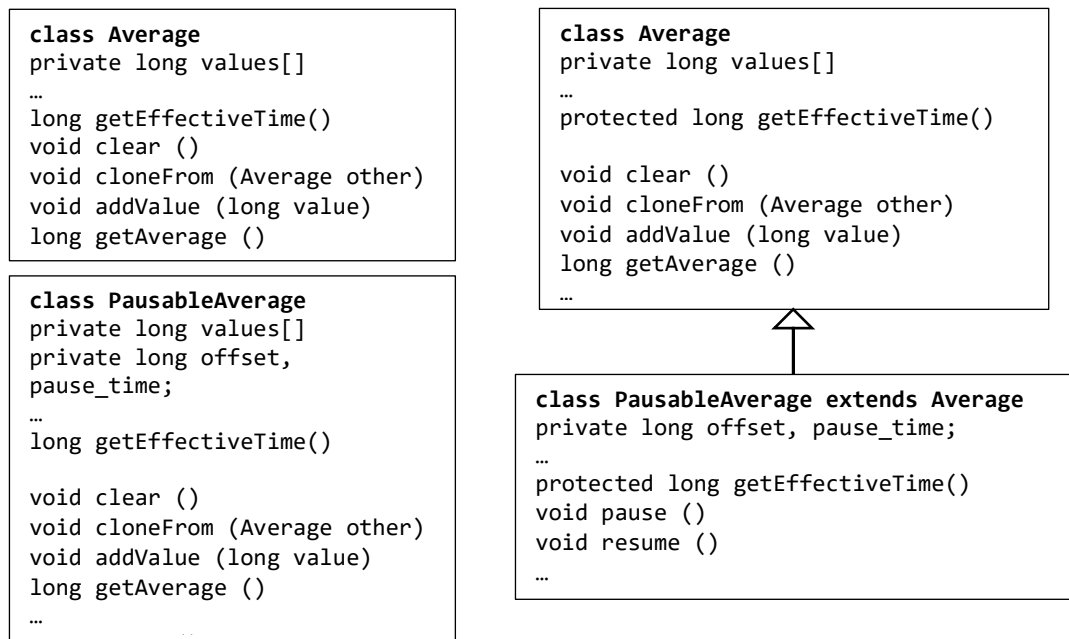 class Average
private long values[]
…
long getEffectiveTime()
void clear ()
void cloneFrom (Average other)
void addValue (long value)
long getAverage ()
class PausableAverage
private long values[]
private long offset,
pause_time;
…
long getEffectiveTime()
void clear ()
void cloneFrom (Average other)
void addValue (long value)
long getAverage ()
…
class Average
private long values[]
…
protected long getEffectiveTime()
void clear ()
void cloneFrom (Average other)
void addValue (long value)
long getAverage ()
…
class PausableAverage extends Average
private long offset, pause_time;
…
protected long getEffectiveTime()
void pause ()
void resume ()
…